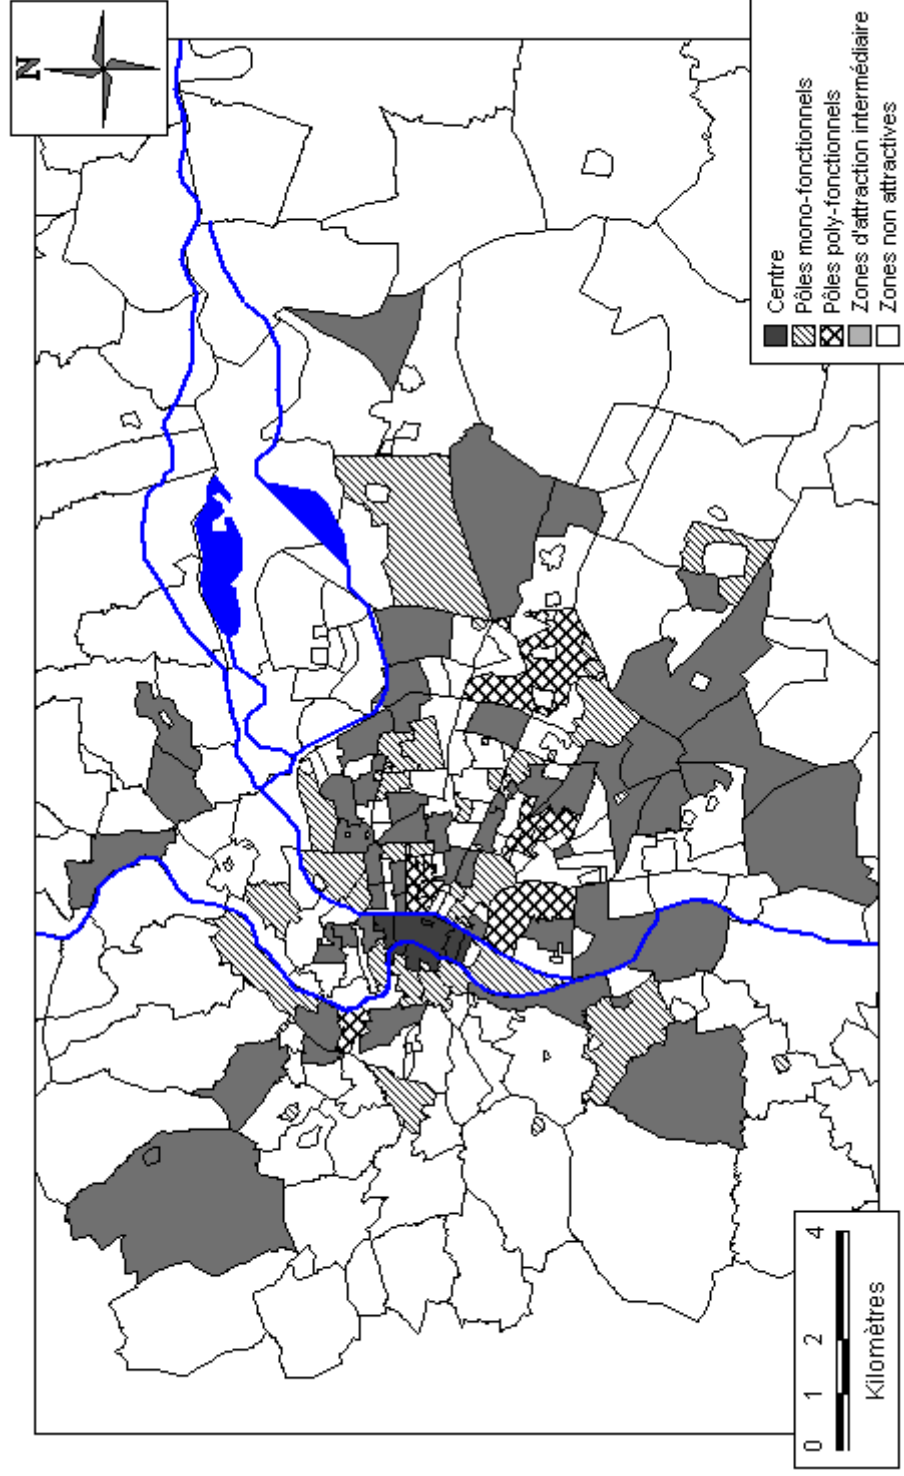 N
Centre
Pôles mono-fonctionnels
Pôles poly-fonctionnels
Zones d'attraction intermédiaire
Zones non attractives
0 1 2 4
Kilomètres